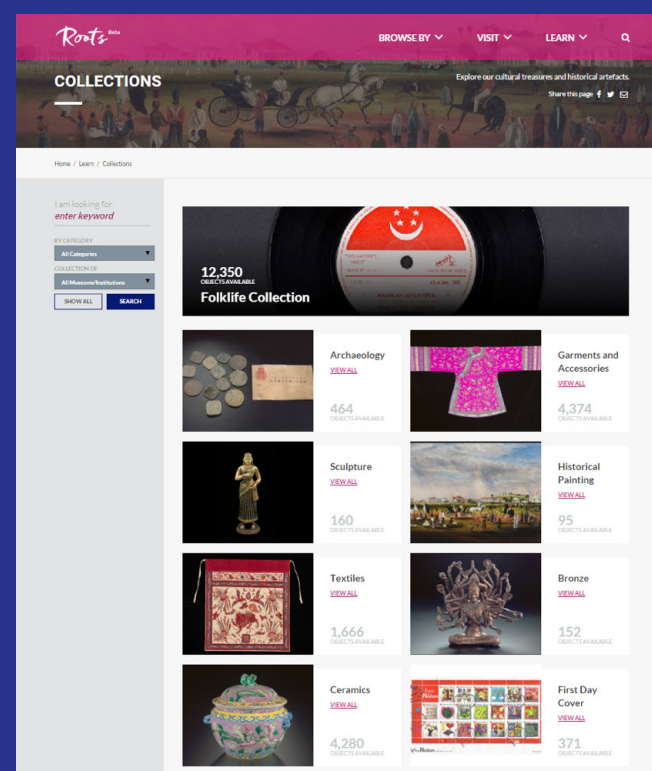 Roots Beta
BROWSE BY
VISIT
LEARN
COLLECTIONS
Explore our cultural treasures and historical artefacts.
Share this page
Home / Learn / Collections
I am looking for
enter keyword
BY CATEGORY
All Categories
COLLECTION OF
All Museums/Institutions
SHOW ALL
SEARCH
12,350
OBJECTS AVAILABLE
Folklife Collection
Archaeology
VIEW ALL
464
OBJECTS AVAILABLE
Garments and
Accessories
VIEW ALL
4,374
OBJECTS AVAILABLE
Sculpture
VIEW ALL
160
OBJECTS AVAILABLE
Historical
Painting
VIEW ALL
95
OBJECTS AVAILABLE
Textiles
VIEW ALL
1,666
OBJECTS AVAILABLE
Bronze
VIEW ALL
152
OBJECTS AVAILABLE
Ceramics
VIEW ALL
4,280
OBJECTS AVAILABLE
First Day
Cover
VIEW ALL
371
OBJECTS AVAILABLE